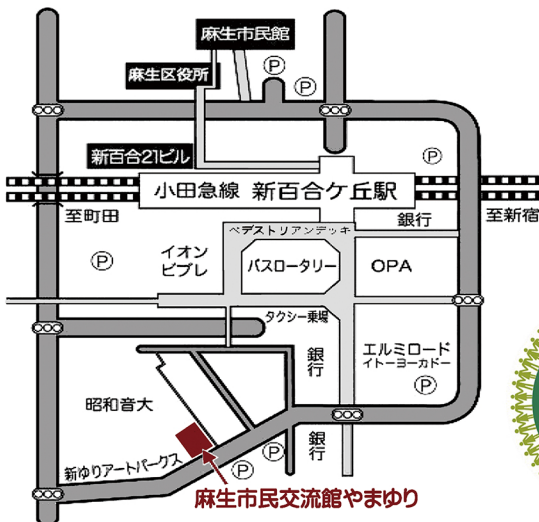 麻生市民館
Ⓟ
麻生区役所
Ⓟ
新百合21ビル
Ⓟ
小田急線 新百合ケ丘駅
至町田
銀行
至新宿
ペデストリアンデッキ
イオン
ビブレ
バスロータリー
OPA
Ⓟ
タクシー乗場
銀行
エルミロード
イトーヨーカドー
Ⓟ
昭和音大
銀行
新ゆりアートパークス
Ⓟ
Ⓟ
麻生市民交流館やまゆり